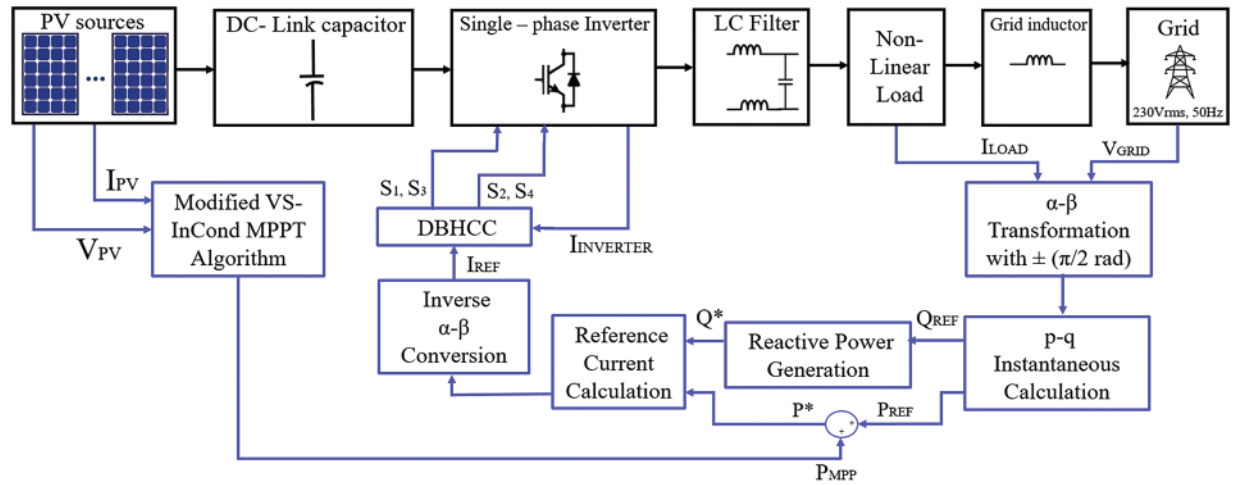 PV sources
DC- Link capacitor
Single – phase Inverter
LC Filter
Non-
Linear
Load
Grid inductor
Grid
230Vrms, 50Hz
...
IPV
VPV
Modified VS-
InCond MPPT
Algorithm
S1, S3
S2, S4
DBHCC
IINVERTER
IREF
ILOAD
VGRID
α-β
Transformation
with ± (π/2 rad)
Inverse
α-β
Conversion
Reference
Current
Calculation
Q*
Reactive Power
Generation
QREF
p-q
Instantaneous
Calculation
P*
PREF
+
+
PMPP